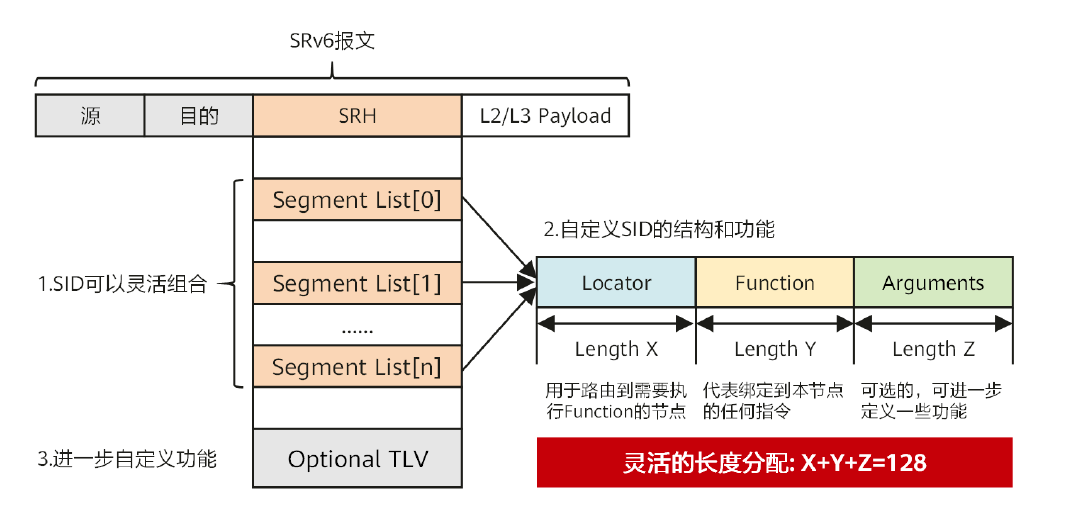 SRv6报文
源 目的 SRH L2/L3 Payload
1.SID可以灵活组合
Segment List[0]
Segment List[1]
......
Segment List[n]
3.进一步自定义功能
Optional TLV
2.自定义SID的结构和功能
Locator Function Arguments
Length X Length Y Length Z
用于路由到需要执
行Function的节点
代表绑定到本节点
的任何指令
可选的，可进一步
定义一些功能
灵活的长度分配: X+Y+Z=128